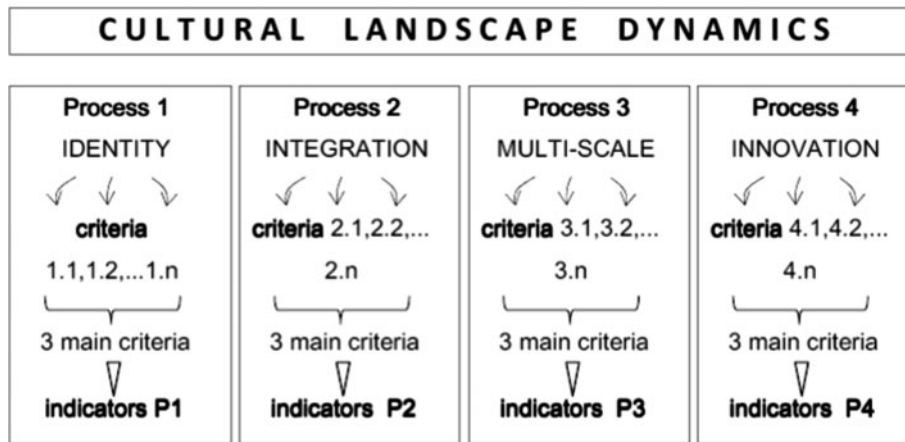 CULTURAL LANDSCAPE DYNAMICS
Process 1
IDENTITY
criteria
1.1,1.2,...1.n
3 main criteria
indicators P1
Process 2
INTEGRATION
criteria 2.1,2.2,...
2.n
3 main criteria
indicators P2
Process 3
MULTI-SCALE
criteria 3.1,3.2,...
3.n
3 main criteria
indicators P3
Process 4
INNOVATION
criteria 4.1,4.2,...
4.n
3 main criteria
indicators P4